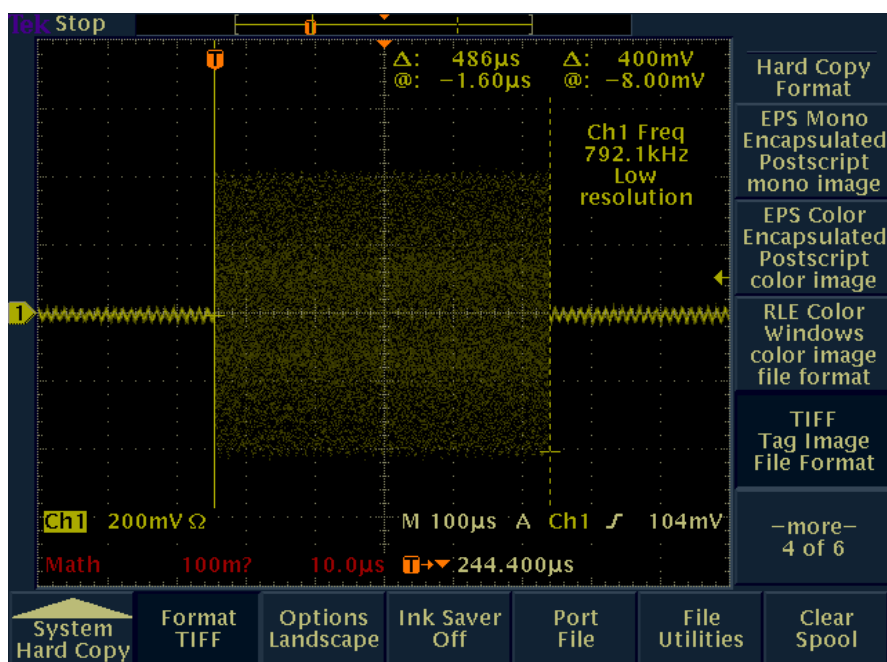 Tek Stop
T
T
Δ: 486µs Δ: 400mV
@: −1.60µs @: −8.00mV
Ch1 Freq
792.1kHz
Low
resolution
1
Ch1 200mV Ω M 100µs A Ch1 104mV
Math 100m? 10.0µs T 244.400µs
Hard Copy
Format
EPS Mono
Encapsulated
Postscript
mono image
EPS Color
Encapsulated
Postscript
color image
RLE Color
Windows
color image
file format
TIFF
Tag Image
File Format
−more−
4 of 6
System
Hard Copy
Format
TIFF
Options
Landscape
Ink Saver
Off
Port
File
File
Utilities
Clear
Spool